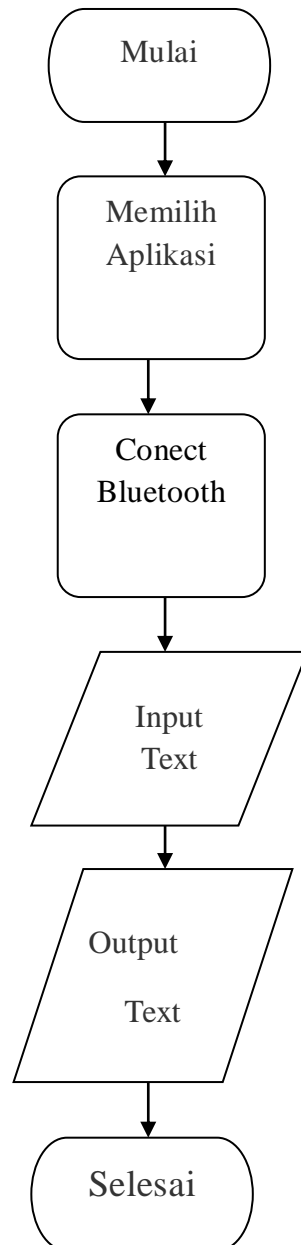 Mulai
Memilih
Aplikasi
Conect
Bluetooth
Input
Text
Output
Text
Selesai